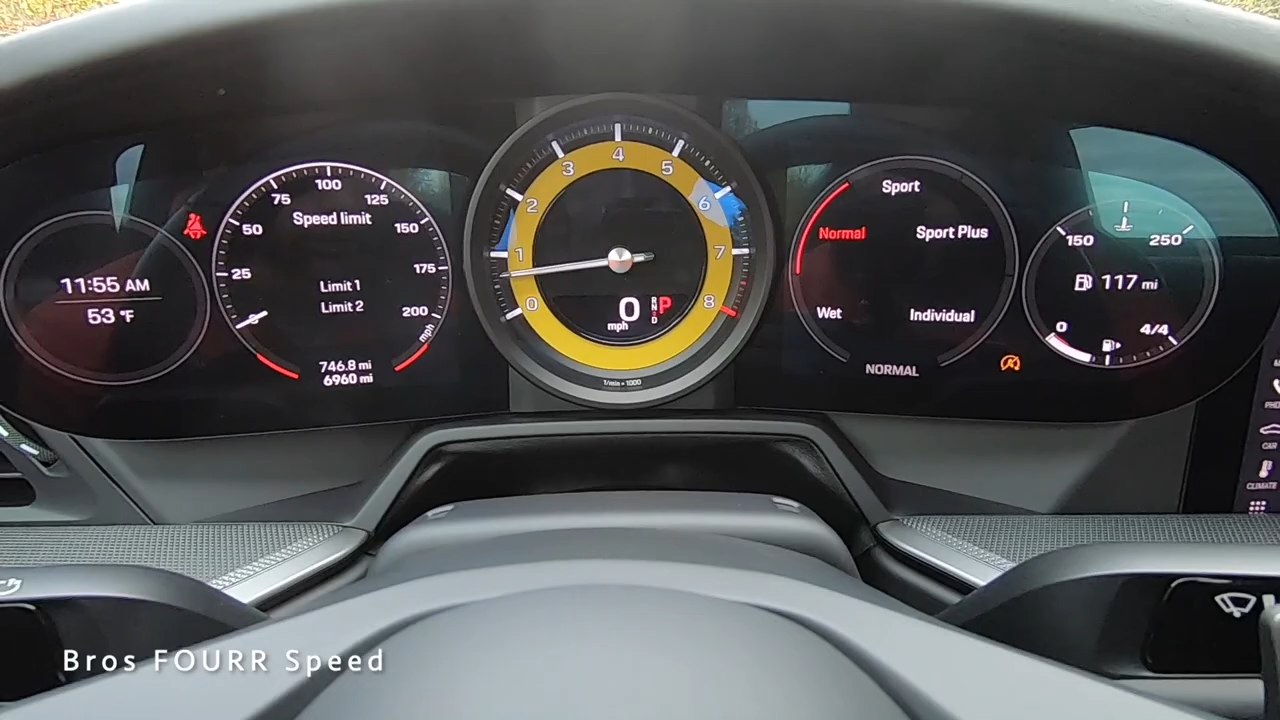 11:55 AM
53 °F
25
50
75
100
125
150
175
200
mph
Speed limit
Limit 1
Limit 2
746.8 mi
6960 mi
0
1
2
3
4
5
6
7
8
0
mph
P
1/min × 1000
Sport
Normal
Sport Plus
Wet
Individual
NORMAL
150
250
117 mi
0
4/4
CAR
CLIMATE
Bros FOURR Speed